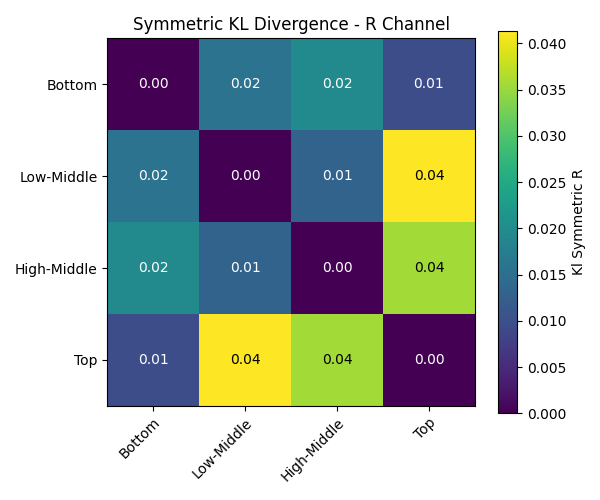 Symmetric KL Divergence - R Channel
Bottom 0.00 0.02 0.02 0.01
Low-Middle 0.02 0.00 0.01 0.04
High-Middle 0.02 0.01 0.00 0.04
Top 0.01 0.04 0.04 0.00
Bottom Low-Middle High-Middle Top
0.040
0.035
0.030
0.025
0.020
0.015
0.010
0.005
0.000
Kl Symmetric R